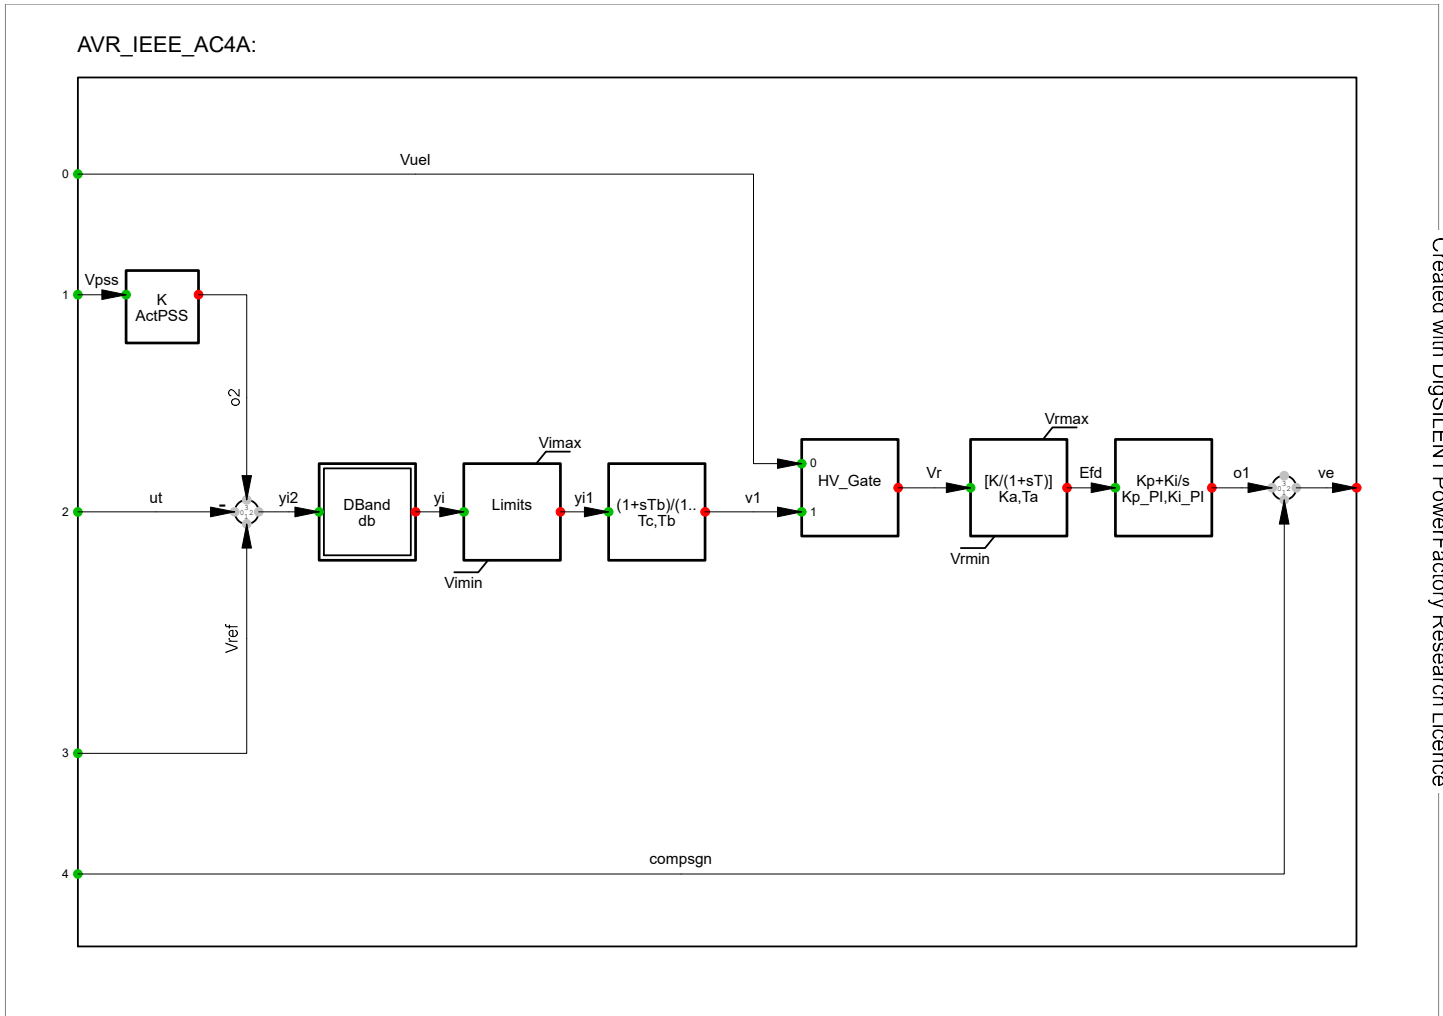 AVR_IEEE_AC4A:
Vuel
0
Vpss
1
K
ActPSS
o2
Vimax
Vrmax
ut
-
2
yi2
DBand
db
yi
Limits
yi1
(1+sTb)/(1..
Tc,Tb
v1
0
HV_Gate
1
Vr
[K/(1+sT)]
Ka,Ta
Efd
Kp+Ki/s
Kp_PI,Ki_PI
o1
ve
Vimin
Vrmin
Vref
3
compsgn
4
Created with DIgSILENT PowerFactory Research Licence